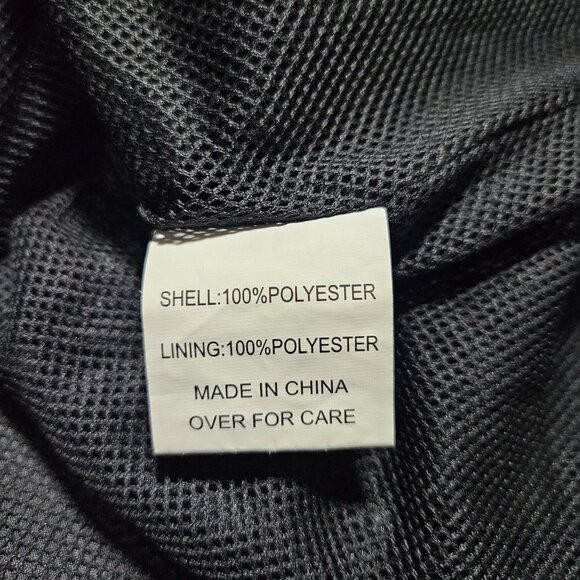 SHELL:100%POLYESTER
LINING:100%POLYESTER
MADE IN CHINA
OVER FOR CARE